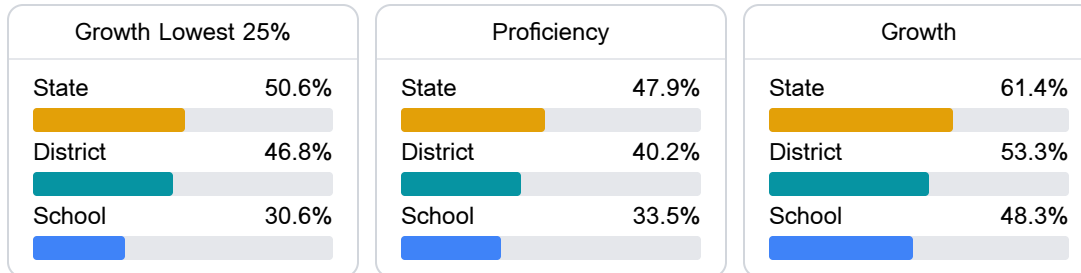 Growth Lowest 25%
State 50.6%
District 46.8%
School 30.6%
Proficiency
State 47.9%
District 40.2%
School 33.5%
Growth
State 61.4%
District 53.3%
School 48.3%